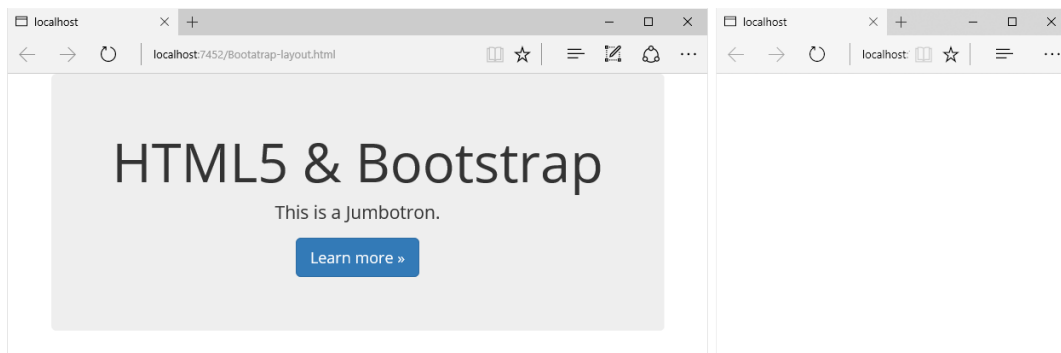 localhost
localhost:7452/Bootatrap-layout.html
HTML5 & Bootstrap
This is a Jumbotron.
Learn more »
localhost
localhost: